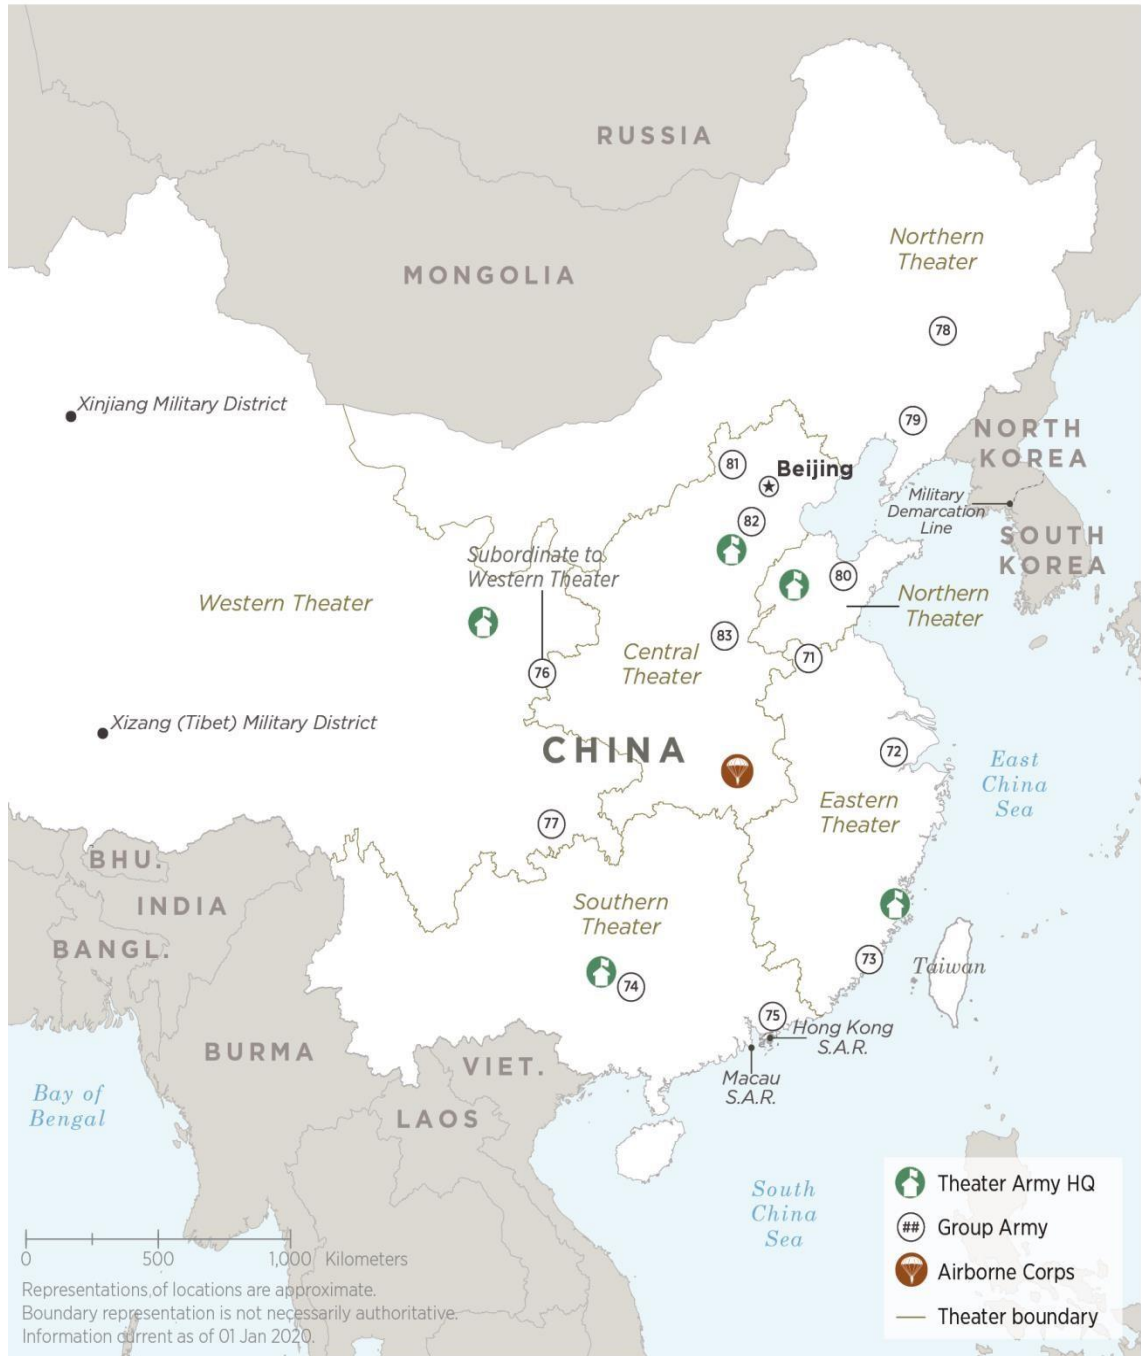 RUSSIA
MONGOLIA
Northern
Theater
78
Xinjiang Military District
79
NORTH
KOREA
81
Beijing
Military
Demarcation
Line
82
SOUTH
KOREA
Subordinate to
Western Theater
80
Western Theater
Northern
Theater
83
Central
Theater
71
76
Xizang (Tibet) Military District
CHINA
72
East
China
Sea
Eastern
Theater
77
BHU.
INDIA
Southern
Theater
BANGL.
73
Taiwan
74
75
Hong Kong
S.A.R.
BURMA
VIET.
Macau
S.A.R.
Bay of
Bengal
LAOS
South
China
Sea
Theater Army HQ
## Group Army
Airborne Corps
Theater boundary
0 500 1,000 Kilometers
Representations of locations are approximate.
Boundary representation is not necessarily authoritative.
Information current as of 01 Jan 2020.